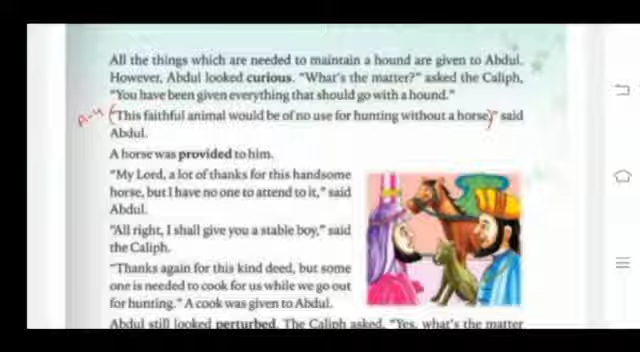 All the things which are needed to maintain a hound are given to Abdul.
However, Abdul looked curious. "What's the matter?" asked the Caliph,
"You have been given everything that should go with a hound."
A-4 ("This faithful animal would be of no use for hunting without a horse)" said
Abdul.
A horse was provided to him.
"My Lord, a lot of thanks for this handsome
horse, but I have no one to attend to it," said
Abdul.
"All right, I shall give you a stable boy," said
the Caliph.
"Thanks again for this kind deed, but some
one is needed to cook for us while we go out
for hunting." A cook was given to Abdul.
Abdul still looked perturbed. The Caliph asked, "Yes, what's the matter